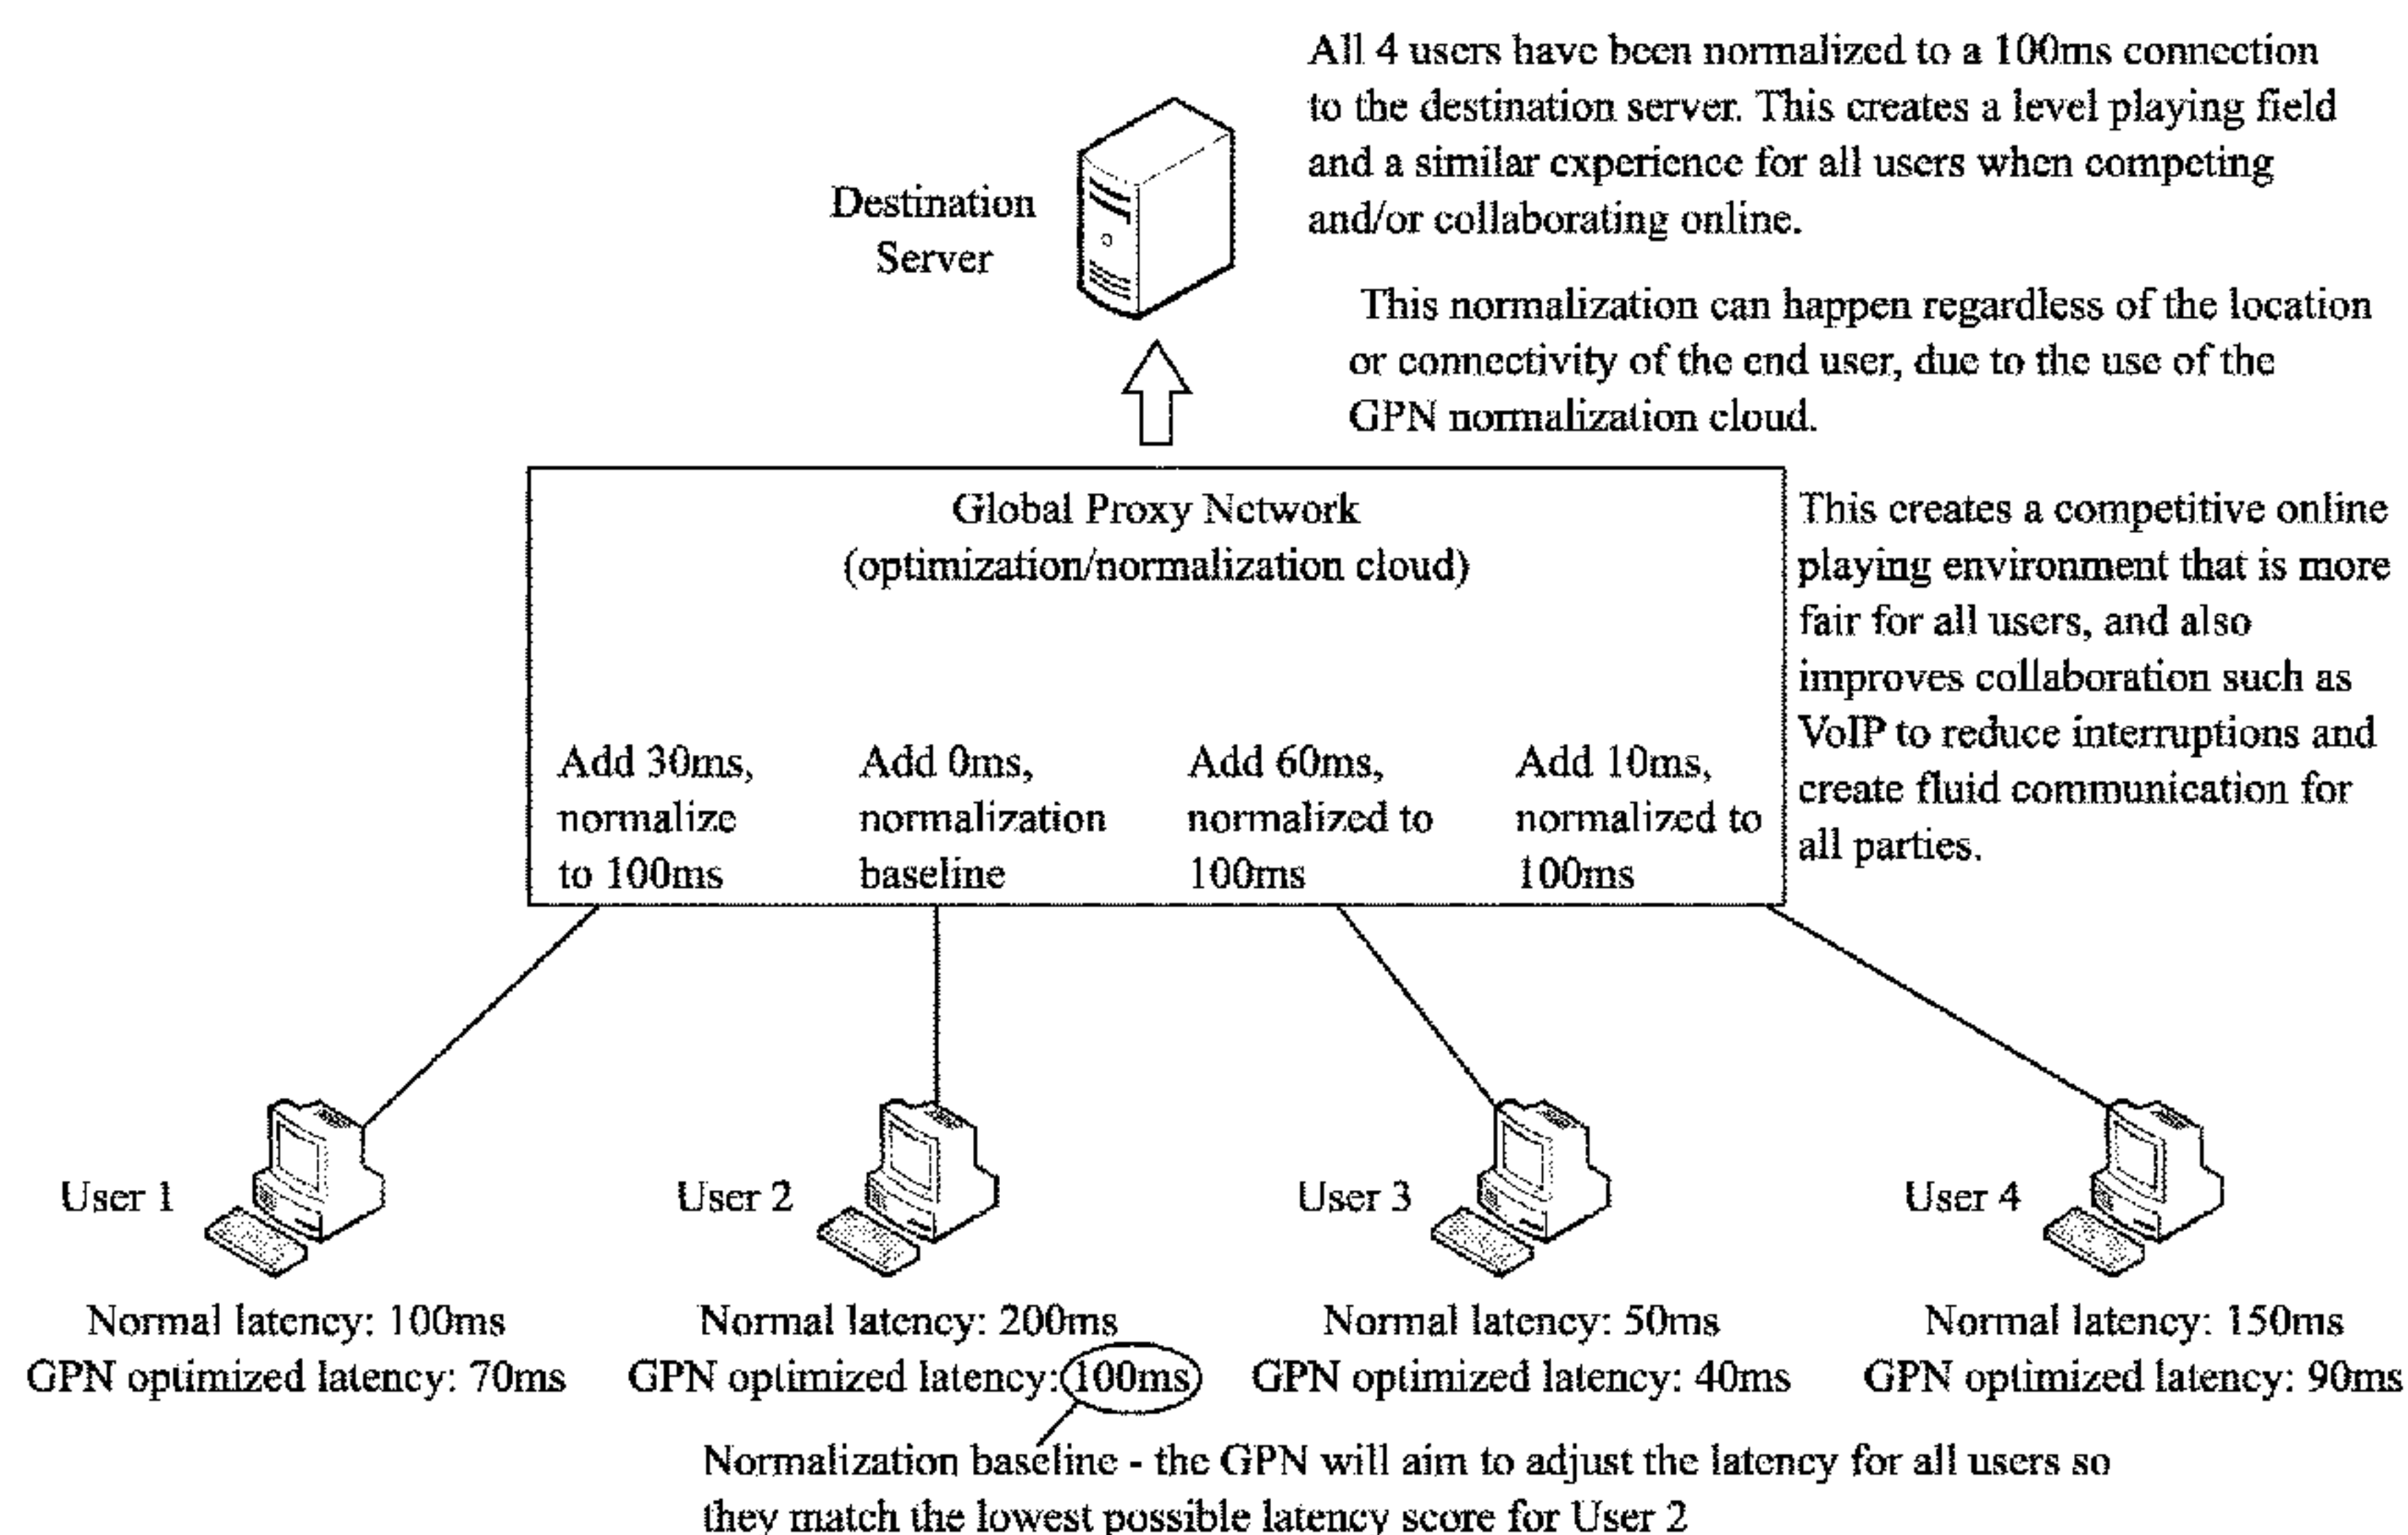 All 4 users have been normalized to a 100ms connection
to the destination server. This creates a level playing field
and a similar experience for all users when competing
and/or collaborating online.
Destination
Server
This normalization can happen regardless of the location
or connectivity of the end user, due to the use of the
GPN normalization cloud.
Global Proxy Network
(optimization/normalization cloud)
This creates a competitive online
playing environment that is more
fair for all users, and also
improves collaboration such as
VoIP to reduce interruptions and
create fluid communication for
all parties.
Add 30ms,
normalize
to 100ms
Add 0ms,
normalization
baseline
Add 60ms,
normalized to
100ms
Add 10ms,
normalized to
100ms
User 1
User 2
User 3
User 4
Normal latency: 100ms
GPN optimized latency: 70ms
Normal latency: 200ms
GPN optimized latency: 100ms
Normal latency: 50ms
GPN optimized latency: 40ms
Normal latency: 150ms
GPN optimized latency: 90ms
Normalization baseline - the GPN will aim to adjust the latency for all users so
they match the lowest possible latency score for User 2